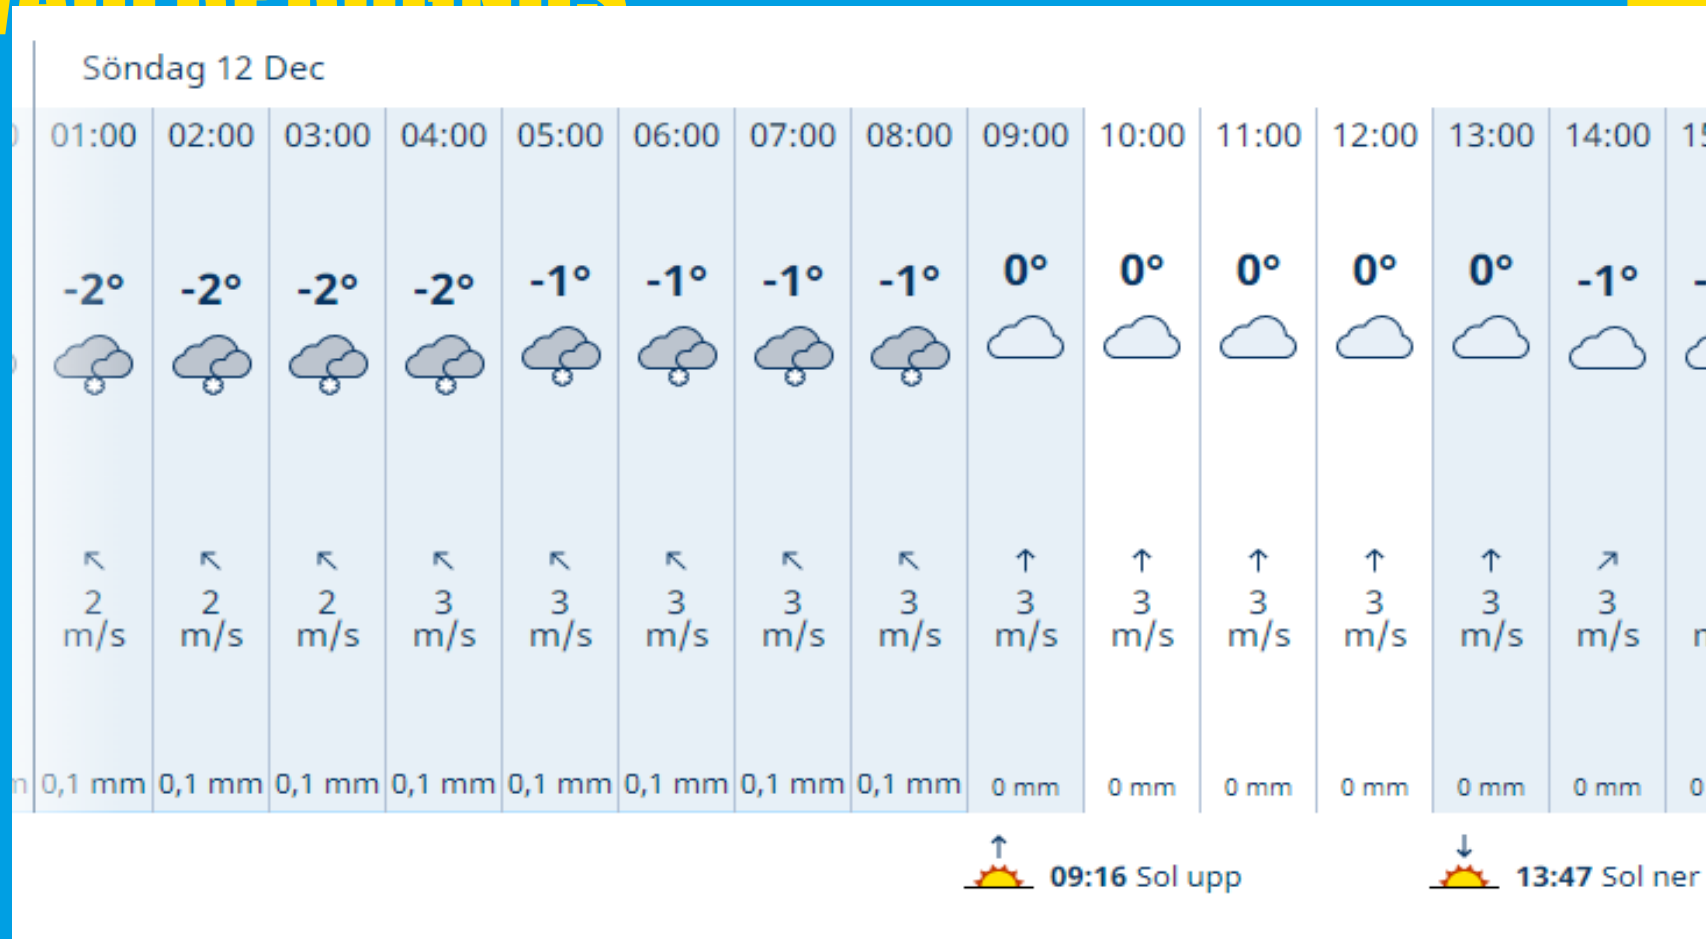 Söndag 12 Dec
01:00 02:00 03:00 04:00 05:00 06:00 07:00 08:00 09:00 10:00 11:00 12:00 13:00 14:00
-2° -2° -2° -2° -1° -1° -1° -1° 0° 0° 0° 0° 0° -1°
2 2 2 3 3 3 3 3 3 3 3 3 3 3
m/s m/s m/s m/s m/s m/s m/s m/s m/s m/s m/s m/s m/s m/s
0,1 mm 0,1 mm 0,1 mm 0,1 mm 0,1 mm 0,1 mm 0,1 mm 0,1 mm 0 mm 0 mm 0 mm 0 mm 0 mm 0 mm
09:16 Sol upp 13:47 Sol ner